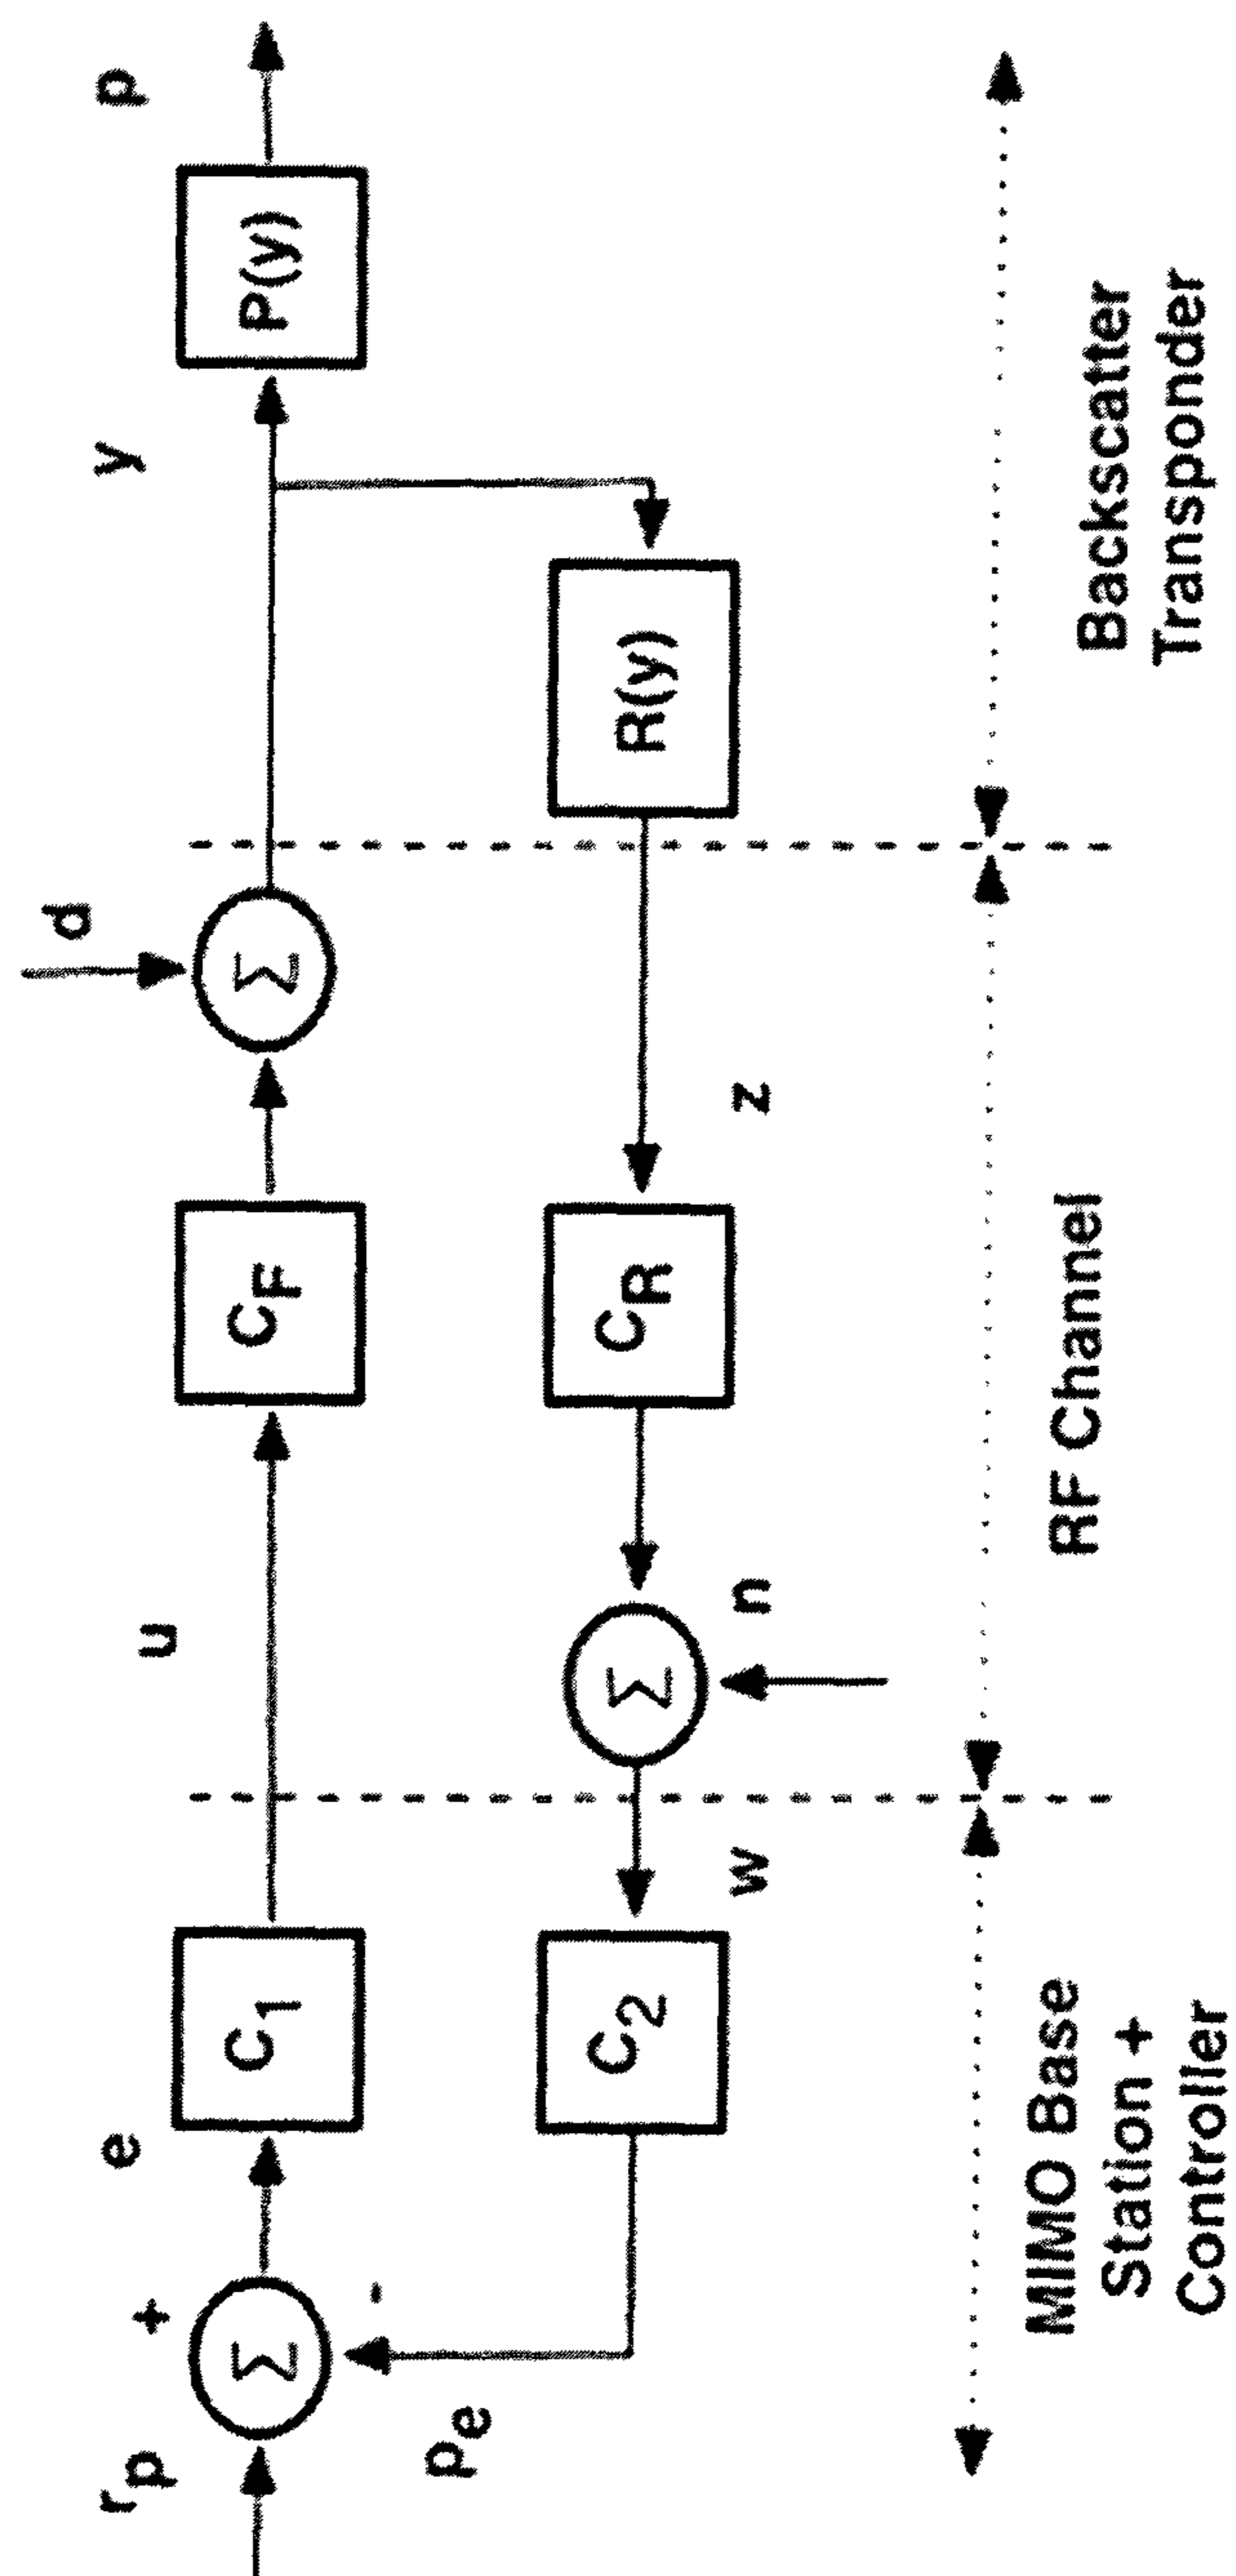 d
r_p
+
e
u
y
p
Σ
C_1
C_F
Σ
P(y)
-
p_e
C_2
w
Σ
n
C_R
z
R(y)
MIMO Base
Station +
Controller
RF Channel
Backscatter
Transponder